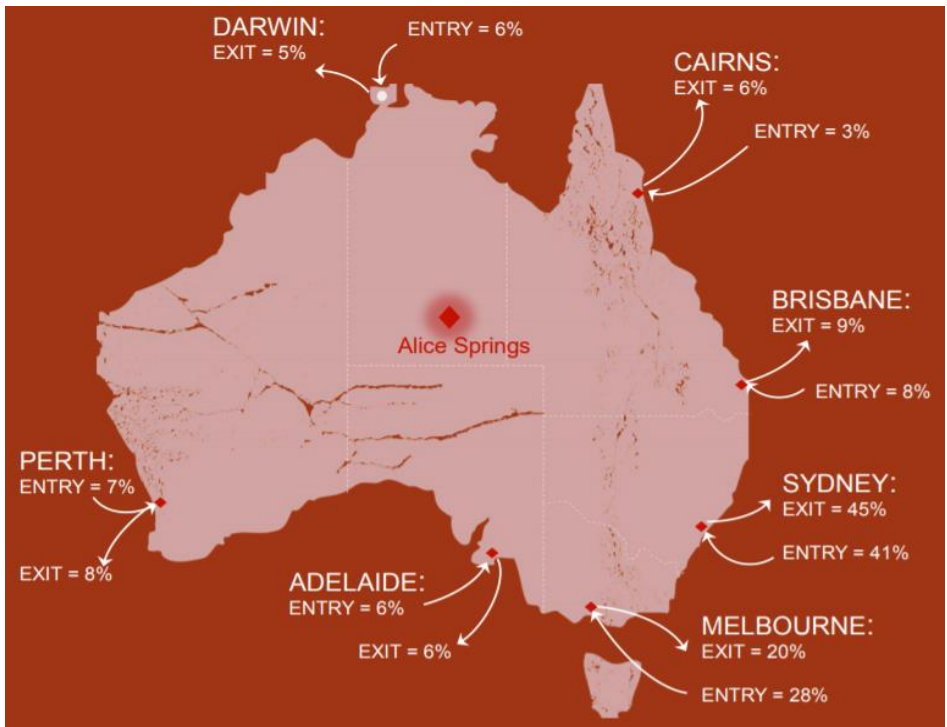 DARWIN:
EXIT = 5%
ENTRY = 6%
CAIRNS:
EXIT = 6%
ENTRY = 3%
Alice Springs
BRISBANE:
EXIT = 9%
ENTRY = 8%
PERTH:
ENTRY = 7%
EXIT = 8%
SYDNEY:
EXIT = 45%
ENTRY = 41%
ADELAIDE:
ENTRY = 6%
EXIT = 6%
MELBOURNE:
EXIT = 20%
ENTRY = 28%